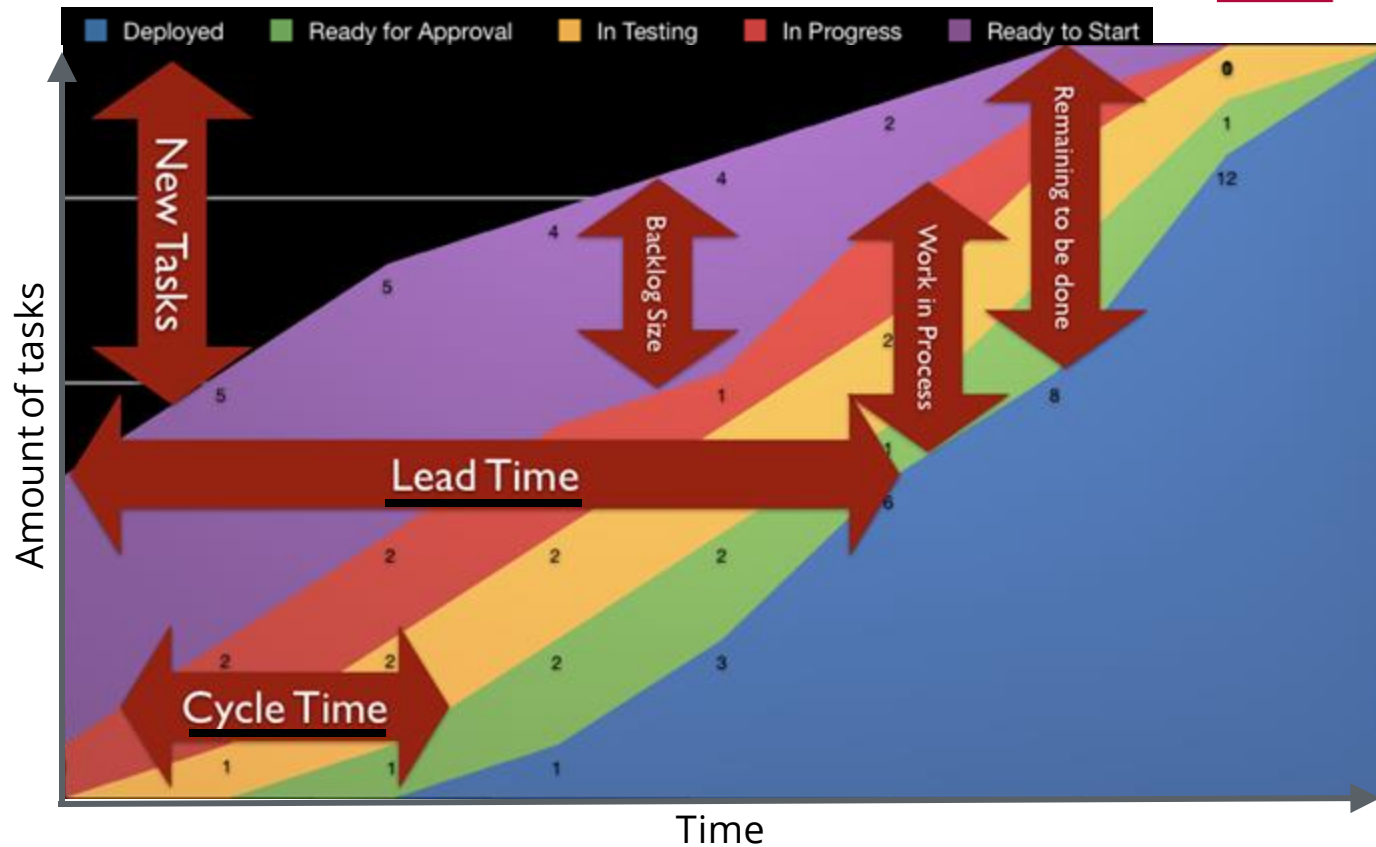 Deployed Ready for Approval In Testing In Progress Ready to Start
New Tasks
Backlog Size
Work in Process
Remaining to be done
Lead Time
Cycle Time
0
1
12
2
4
4
5
5
1
2
8
1
6
2
2
2
2
2
2
3
1
1
1
Amount of tasks
Time